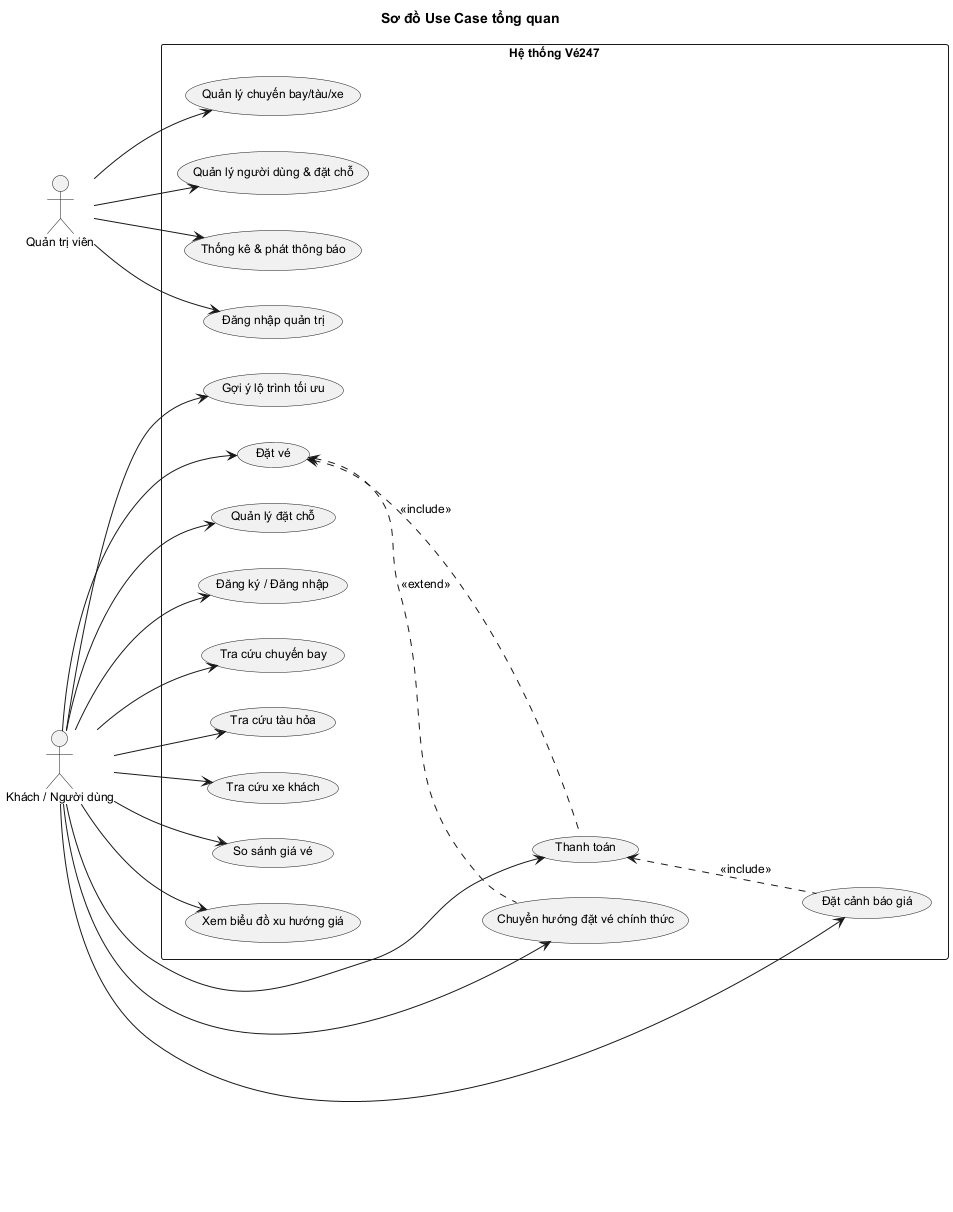 Sơ đồ Use Case tổng quan
Hệ thống Vé247
Quản lý chuyến bay/tàu/xe
Quản lý người dùng & đặt chỗ
Quản trị viên
Thống kê & phát thông báo
Đăng nhập quản trị
Gợi ý lộ trình tối ưu
Đặt vé
«include»
Quản lý đặt chỗ
«extend»
Đăng ký / Đăng nhập
Tra cứu chuyến bay
Tra cứu tàu hỏa
Tra cứu xe khách
Khách / Người dùng
So sánh giá vé
Thanh toán
«include»
Đặt cảnh báo giá
Xem biểu đồ xu hướng giá
Chuyển hướng đặt vé chính thức